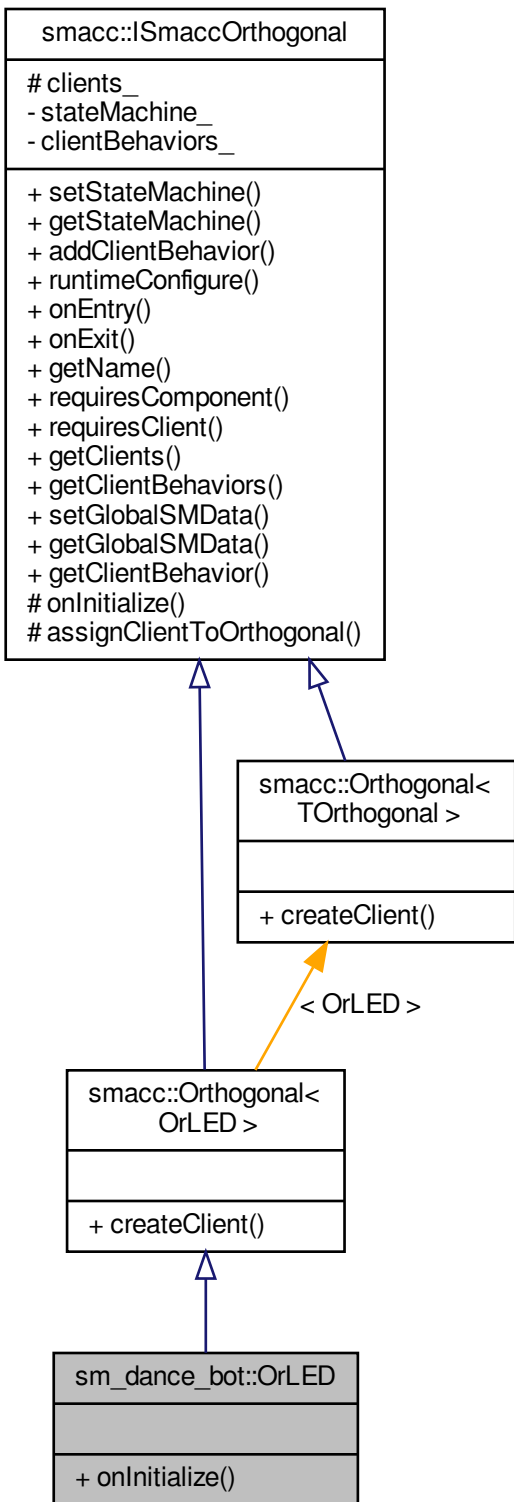 smacc::ISmaccOrthogonal
# clients_
- stateMachine_
- clientBehaviors_
+ setStateMachine()
+ getStateMachine()
+ addClientBehavior()
+ runtimeConfigure()
+ onEntry()
+ onExit()
+ getName()
+ requiresComponent()
+ requiresClient()
+ getClients()
+ getClientBehaviors()
+ setGlobalSMData()
+ getGlobalSMData()
+ getClientBehavior()
# onInitialize()
# assignClientToOrthogonal()
smacc::Orthogonal<
TOrthogonal >
+ createClient()
< OrLED >
smacc::Orthogonal<
OrLED >
+ createClient()
sm_dance_bot::OrLED
+ onInitialize()